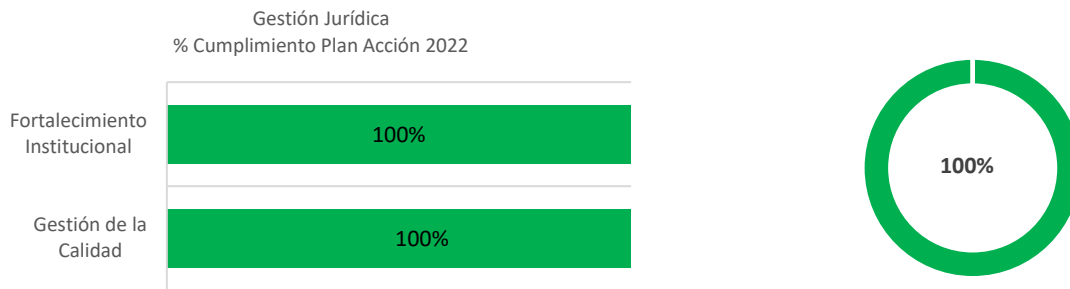 Gestión Jurídica
% Cumplimiento Plan Acción 2022
Fortalecimiento
Institucional
100%
Gestión de la
Calidad
100%
100%